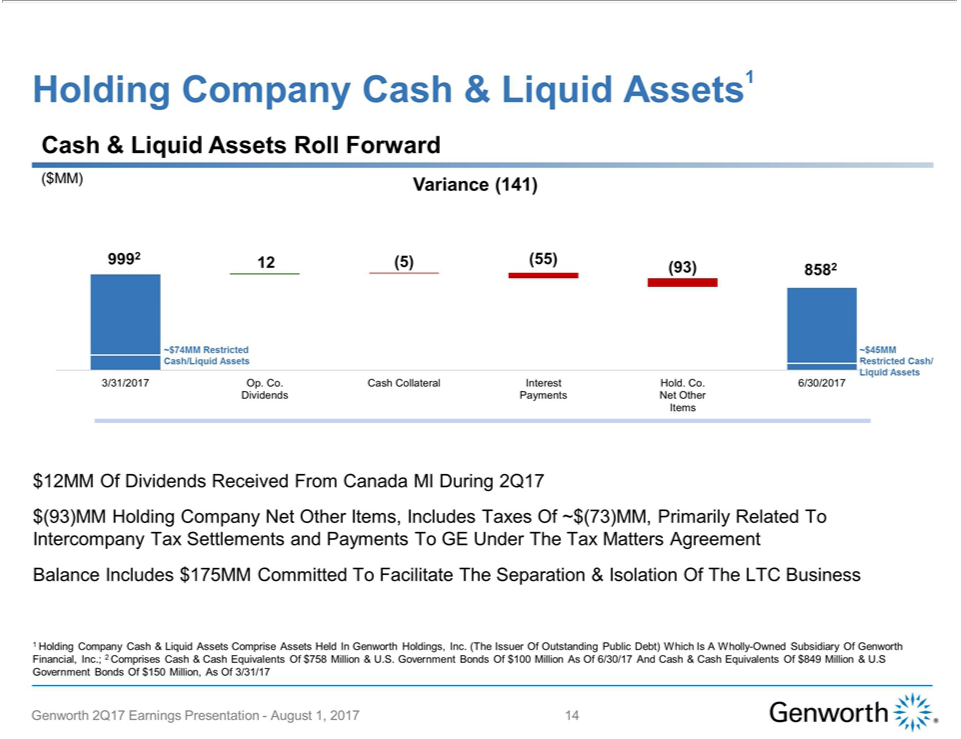 Holding Company Cash & Liquid Assets1
Cash & Liquid Assets Roll Forward
($MM)
Variance (141)
9992
12
(5)
(55)
(93)
8582
~$74MM Restricted
Cash/Liquid Assets
~$45MM
Restricted Cash/
Liquid Assets
3/31/2017
Op. Co.
Dividends
Cash Collateral
Interest
Payments
Hold. Co.
Net Other
Items
6/30/2017
$12MM Of Dividends Received From Canada MI During 2Q17
$(93)MM Holding Company Net Other Items, Includes Taxes Of ~$(73)MM, Primarily Related To
Intercompany Tax Settlements and Payments To GE Under The Tax Matters Agreement
Balance Includes $175MM Committed To Facilitate The Separation & Isolation Of The LTC Business
1 Holding Company Cash & Liquid Assets Comprise Assets Held In Genworth Holdings, Inc. (The Issuer Of Outstanding Public Debt) Which Is A Wholly-Owned Subsidiary Of Genworth
Financial, Inc.; 2 Comprises Cash & Cash Equivalents Of $758 Million & U.S. Government Bonds Of $100 Million As Of 6/30/17 And Cash & Cash Equivalents Of $849 Million & U.S
Government Bonds Of $150 Million, As Of 3/31/17
Genworth 2Q17 Earnings Presentation - August 1, 2017
14
Genworth